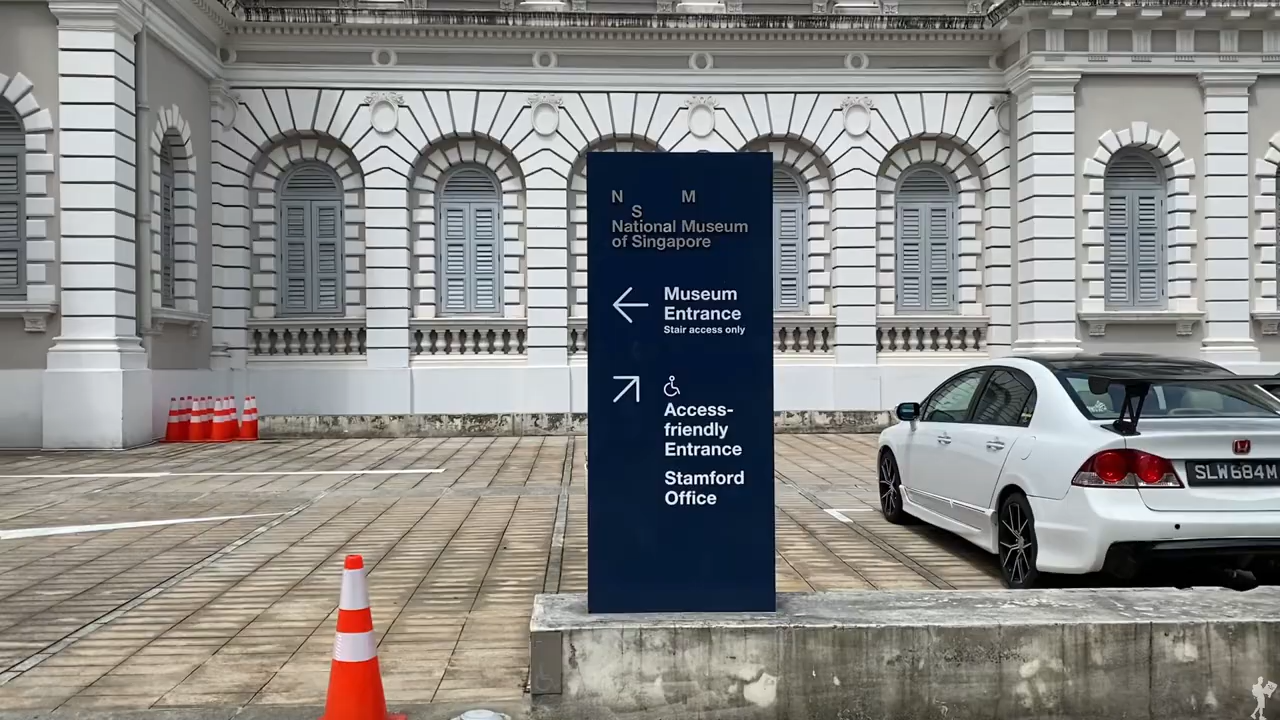 N M
S
National Museum
of Singapore
Museum
Entrance
Stair access only
Access-
friendly
Entrance
Stamford
Office
SLW684M